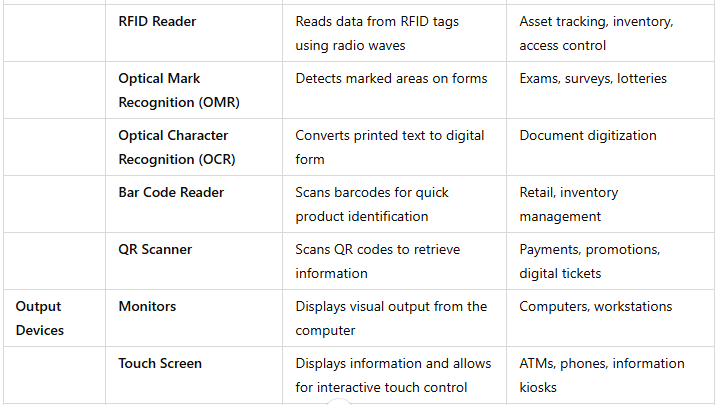 RFID Reader
Reads data from RFID tags
using radio waves
Asset tracking, inventory,
access control
Optical Mark
Recognition (OMR)
Detects marked areas on forms
Exams, surveys, lotteries
Optical Character
Recognition (OCR)
Converts printed text to digital
form
Document digitization
Bar Code Reader
Scans barcodes for quick
product identification
Retail, inventory
management
QR Scanner
Scans QR codes to retrieve
information
Payments, promotions,
digital tickets
Output
Devices
Monitors
Displays visual output from the
computer
Computers, workstations
Touch Screen
Displays information and allows
for interactive touch control
ATMs, phones, information
kiosks